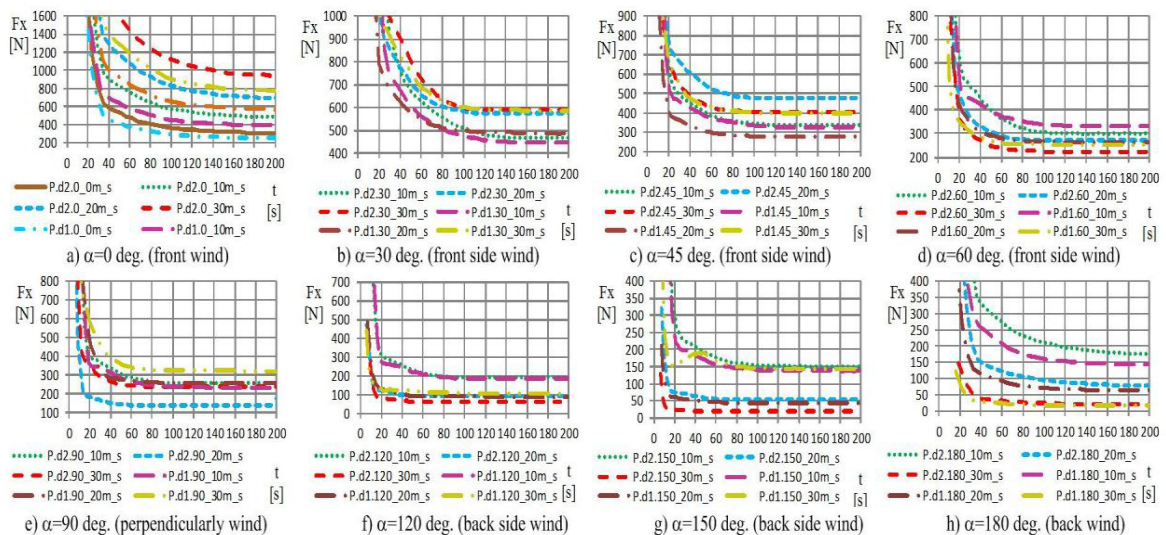 Fx
[N]
1600
1400
1200
1000
800
600
400
200
0 20 40 60 80 100 120 140 160 180 200
P.d2.0_0m_s P.d2.0_10m_s t
P.d2.0_20m_s P.d2.0_30m_s [s]
P.d1.0_0m_s P.d1.0_10m_s
a) α=0 deg. (front wind)
Fx
[N]
1000
900
800
700
600
500
400
0 20 40 60 80 100 120 140 160 180 200
P.d2.30_10m_s P.d2.30_20m_s
P.d2.30_30m_s P.d1.30_10m_s t
P.d1.30_20m_s P.d1.30_30m_s [s]
b) α=30 deg. (front side wind)
Fx
[N]
900
800
700
600
500
400
300
200
0 20 40 60 80 100 120 140 160 180 200
P.d2.45_10m_s P.d2.45_20m_s
P.d2.45_30m_s P.d1.45_10m_s t
P.d1.45_20m_s P.d1.45_30m_s [s]
c) α=45 deg. (front side wind)
Fx
[N]
800
700
600
500
400
300
200
0 20 40 60 80 100 120 140 160 180 200
P.d2.60_10m_s P.d2.60_20m_s
P.d2.60_30m_s P.d1.60_10m_s t
P.d1.60_20m_s P.d1.60_30m_s [s]
d) α=60 deg. (front side wind)
Fx
[N]
800
700
600
500
400
300
200
100
0 20 40 60 80 100 120 140 160 180 200
P.d2.90_10m_s P.d2.90_20m_s
P.d2.90_30m_s P.d1.90_10m_s t
P.d1.90_20m_s P.d1.90_30m_s [s]
e) α=90 deg. (perpendicularly wind)
Fx
[N]
700
600
500
400
300
200
100
0
0 20 40 60 80 100 120 140 160 180 200
P.d2.120_10m_s P.d2.120_20m_s
P.d2.120_30m_s P.d1.120_10m_s t
P.d1.120_20m_s P.d1.120_30m_s [s]
f) α=120 deg. (back side wind)
Fx
[N]
400
350
300
250
200
150
100
50
0
0 20 40 60 80 100 120 140 160 180 200
P.d2.150_10m_s P.d2.150_20m_s
P.d2.150_30m_s P.d1.150_10m_s t
P.d1.150_20m_s P.d1.150_30m_s [s]
g) α=150 deg. (back side wind)
Fx
[N]
400
350
300
250
200
150
100
50
0
0 20 40 60 80 100 120 140 160 180 200
P.d2.180_10m_s P.d2.180_20m_s
P.d2.180_30m_s P.d1.180_10m_s t
P.d1.180_20m_s P.d1.180_30m_s [s]
h) α=180 deg. (back wind)